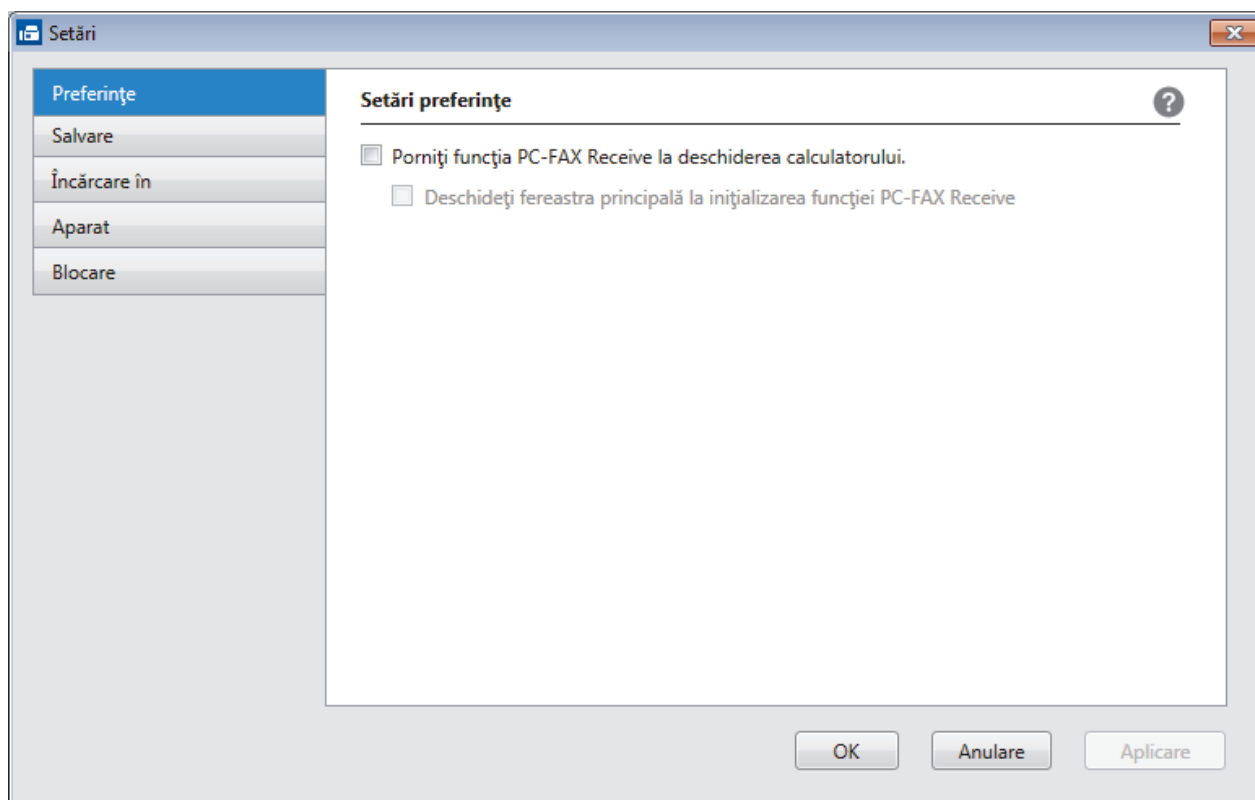 Setări
Preferinţe
Salvare
Încărcare în
Aparat
Blocare
Setări preferinţe
?
Porniţi funcţia PC-FAX Receive la deschiderea calculatorului.
Deschideţi fereastra principală la iniţializarea funcţiei PC-FAX Receive
OK
Anulare
Aplicare